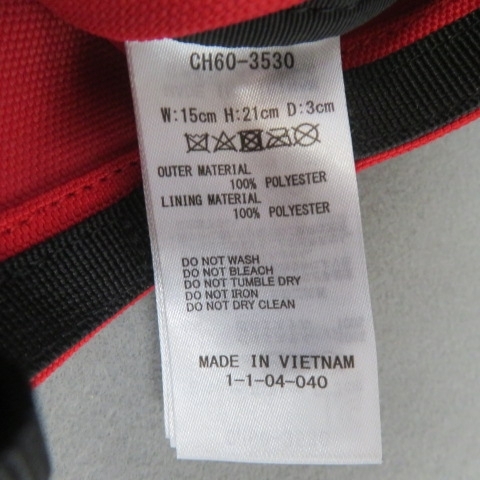 CH60-3530
W:15cm H:21cm D:3cm
OUTER MATERIAL
100% POLYESTER
LINING MATERIAL
100% POLYESTER
DO NOT WASH
DO NOT BLEACH
DO NOT TUMBLE DRY
DO NOT IRON
DO NOT DRY CLEAN
MADE IN VIETNAM
1-1-04-040